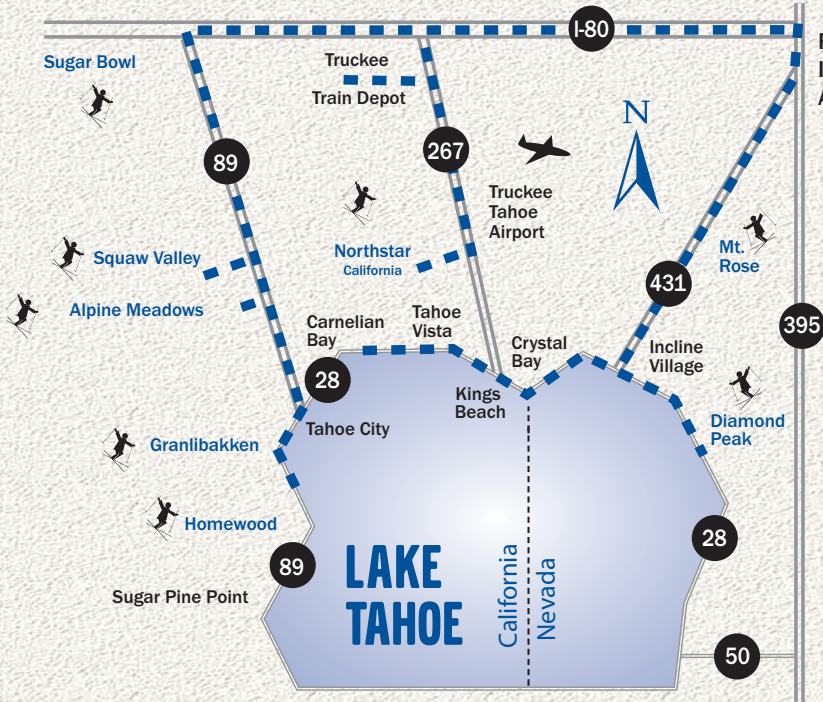 I-80
Sugar Bowl
Truckee
Train Depot
89
267
N
Truckee
Tahoe
Airport
Squaw Valley
Northstar
California
Mt.
Rose
431
Alpine Meadows
395
Carnelian
Bay
Tahoe
Vista
Crystal
Bay
Incline
Village
28
Kings
Beach
Tahoe City
Diamond
Peak
Granlibakken
Homewood
28
89
LAKE
TAHOE
California
Nevada
Sugar Pine Point
50